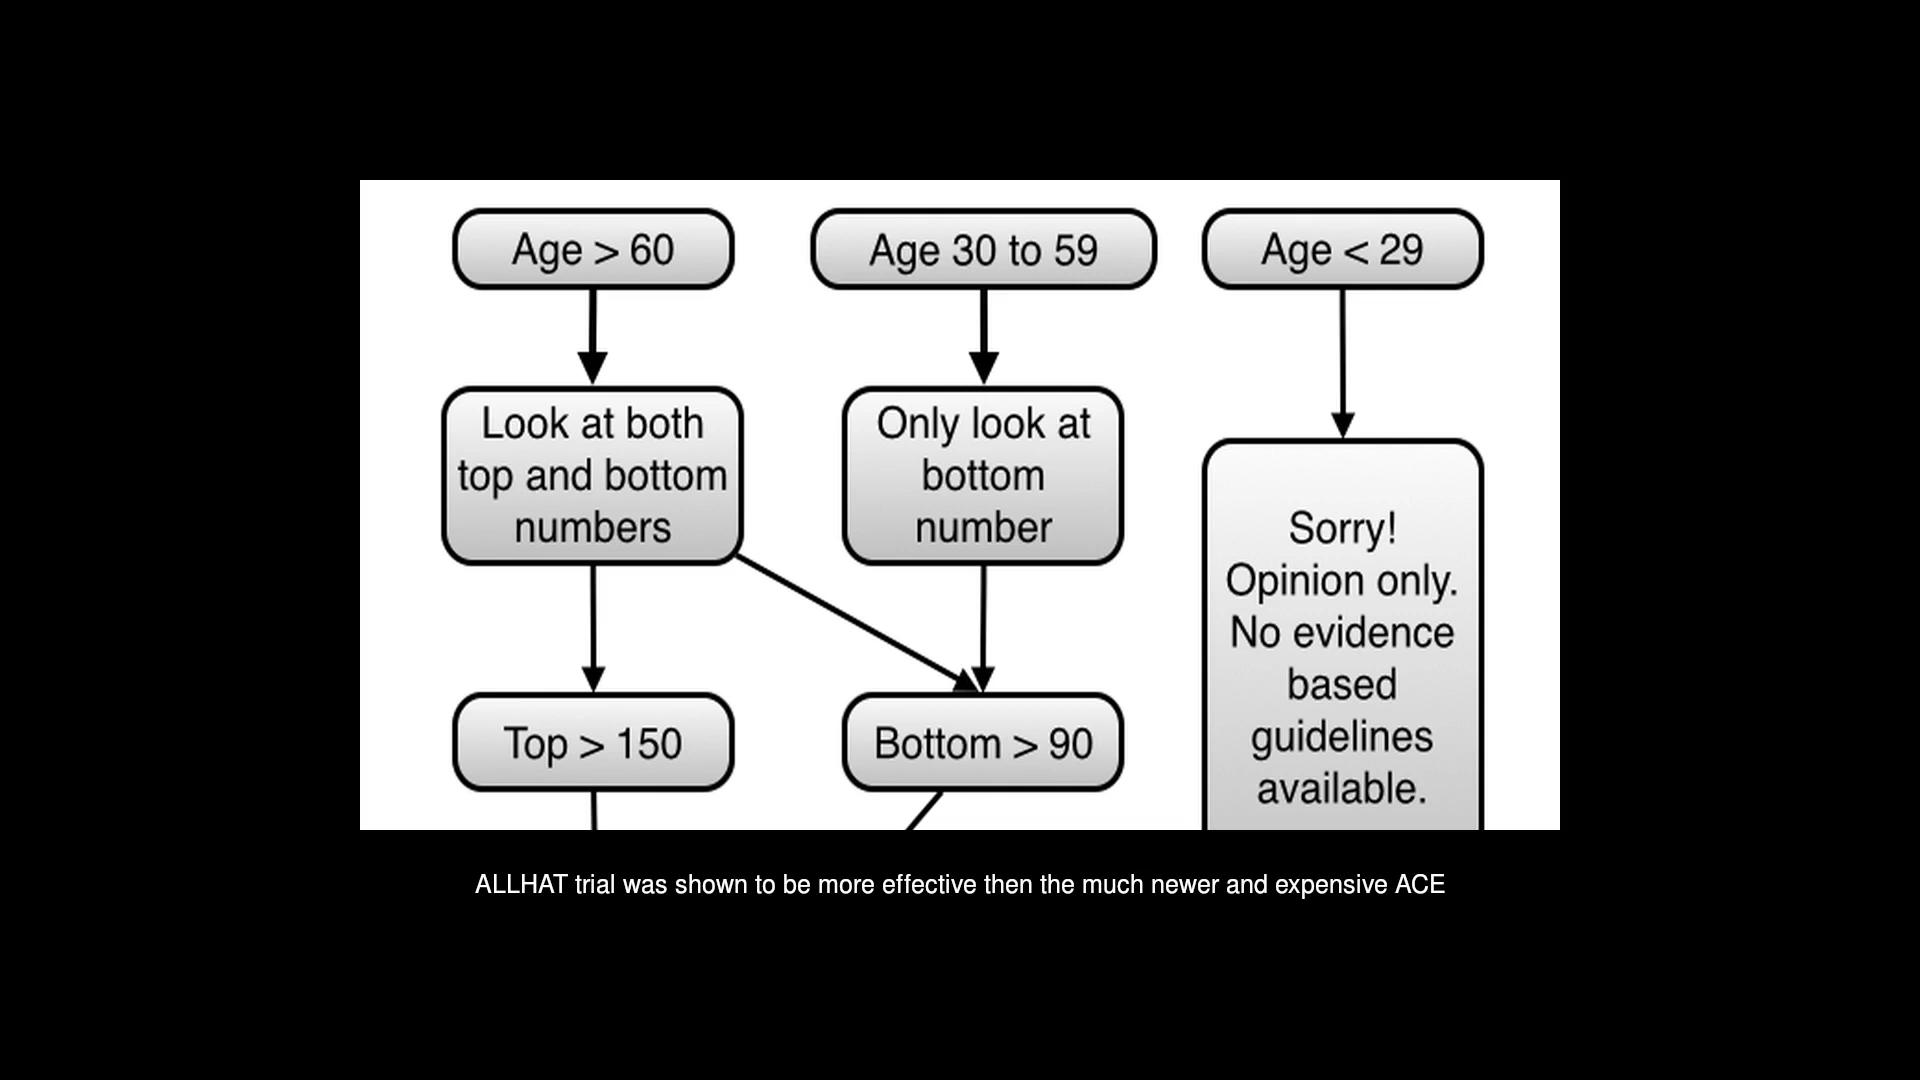 Age > 60
Age 30 to 59
Age < 29
Look at both
top and bottom
numbers
Only look at
bottom
number
Sorry!
Opinion only.
No evidence
based
guidelines
available.
Top > 150
Bottom > 90
ALLHAT trial was shown to be more effective then the much newer and expensive ACE